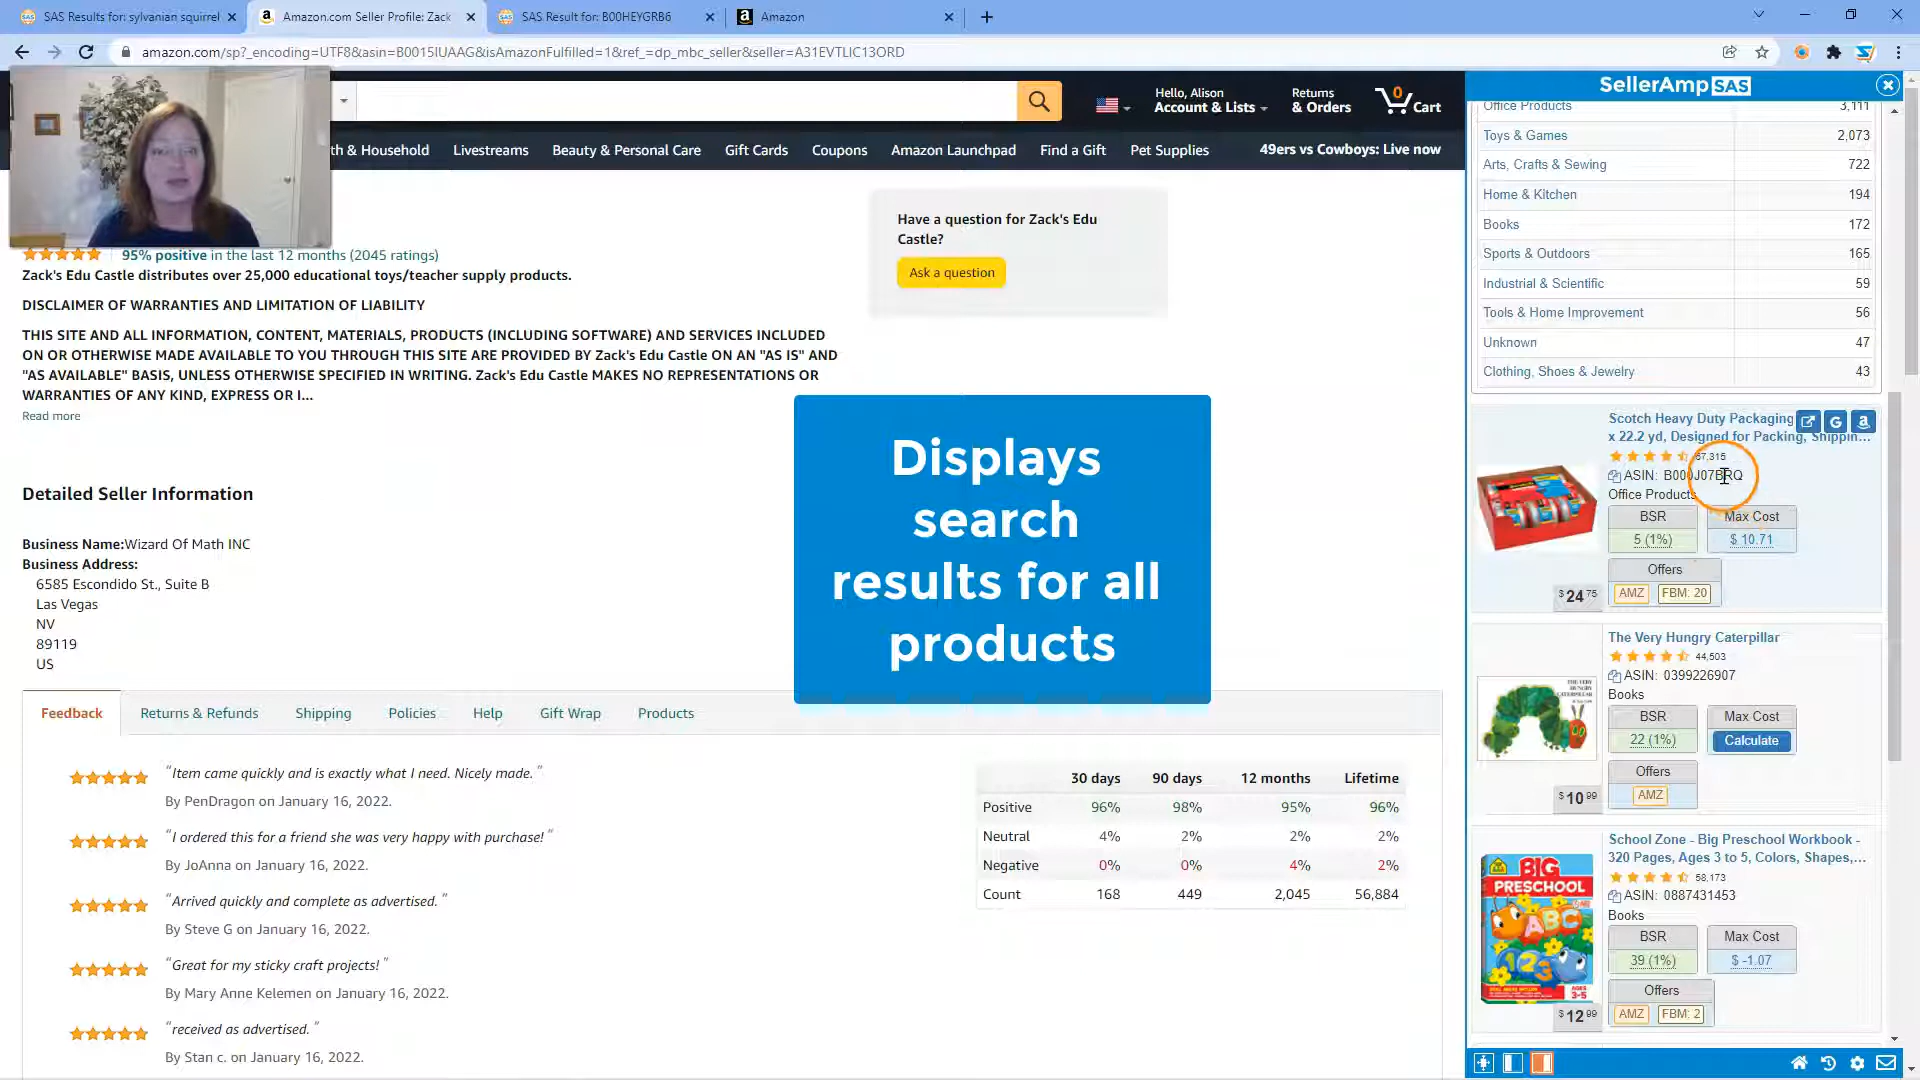 SAS Results for: sylvanian squirrel
Amazon.com Seller Profile: Zack
SAS Result for: B00HEYGRB6
Amazon
amazon.com/sp?_encoding=UTF8&asin=B0015IUAAG&isAmazonFulfilled=1&ref_=dp_mbc_seller&seller=A31EVTLIC13ORD
Hello, Alison
Account & Lists
Returns
& Orders
0
Cart
th & Household Livestreams Beauty & Personal Care Gift Cards Coupons Amazon Launchpad Find a Gift Pet Supplies 49ers vs Cowboys: Live now
95% positive in the last 12 months (2045 ratings)
Zack's Edu Castle distributes over 25,000 educational toys/teacher supply products.
DISCLAIMER OF WARRANTIES AND LIMITATION OF LIABILITY
THIS SITE AND ALL INFORMATION, CONTENT, MATERIALS, PRODUCTS (INCLUDING SOFTWARE) AND SERVICES INCLUDED
ON OR OTHERWISE MADE AVAILABLE TO YOU THROUGH THIS SITE ARE PROVIDED BY Zack's Edu Castle ON AN "AS IS" AND
"AS AVAILABLE" BASIS, UNLESS OTHERWISE SPECIFIED IN WRITING. Zack's Edu Castle MAKES NO REPRESENTATIONS OR
WARRANTIES OF ANY KIND, EXPRESS OR I...
Read more
Have a question for Zack's Edu
Castle?
Ask a question
Detailed Seller Information
Business Name:Wizard Of Math INC
Business Address:
6585 Escondido St., Suite B
Las Vegas
NV
89119
US
Displays
search
results for all
products
Feedback Returns & Refunds Shipping Policies Help Gift Wrap Products
"Item came quickly and is exactly what I need. Nicely made. "
By PenDragon on January 16, 2022.
"I ordered this for a friend she was very happy with purchase! "
By JoAnna on January 16, 2022.
"Arrived quickly and complete as advertised. "
By Steve G on January 16, 2022.
"Great for my sticky craft projects! "
By Mary Anne Kelemen on January 16, 2022.
"received as advertised. "
By Stan c. on January 16, 2022.
30 days 90 days 12 months Lifetime
Positive 96% 98% 95% 96%
Neutral 4% 2% 2% 2%
Negative 0% 0% 4% 2%
Count 168 449 2,045 56,884
SellerAmp SAS
Office Products 3,111
Toys & Games 2,073
Arts, Crafts & Sewing 722
Home & Kitchen 194
Books 172
Sports & Outdoors 165
Industrial & Scientific 59
Tools & Home Improvement 56
Unknown 47
Clothing, Shoes & Jewelry 43
Scotch Heavy Duty Packaging
x 22.2 yd, Designed for Packing, Shippin...
67,315
ASIN: B000J07BRQ
Office Products
BSR Max Cost
5 (1%) $ 10.71
Offers
AMZ FBM: 20
$24 75
The Very Hungry Caterpillar
44,503
ASIN: 0399226907
Books
BSR Max Cost
22 (1%) Calculate
Offers
AMZ
$10 99
School Zone - Big Preschool Workbook -
320 Pages, Ages 3 to 5, Colors, Shapes,...
58,173
ASIN: 0887431453
Books
BSR Max Cost
39 (1%) $ -1.07
Offers
AMZ FBM: 2
$12 99
BIG
PRESCHOOL
ABC
123
AGES
3-5